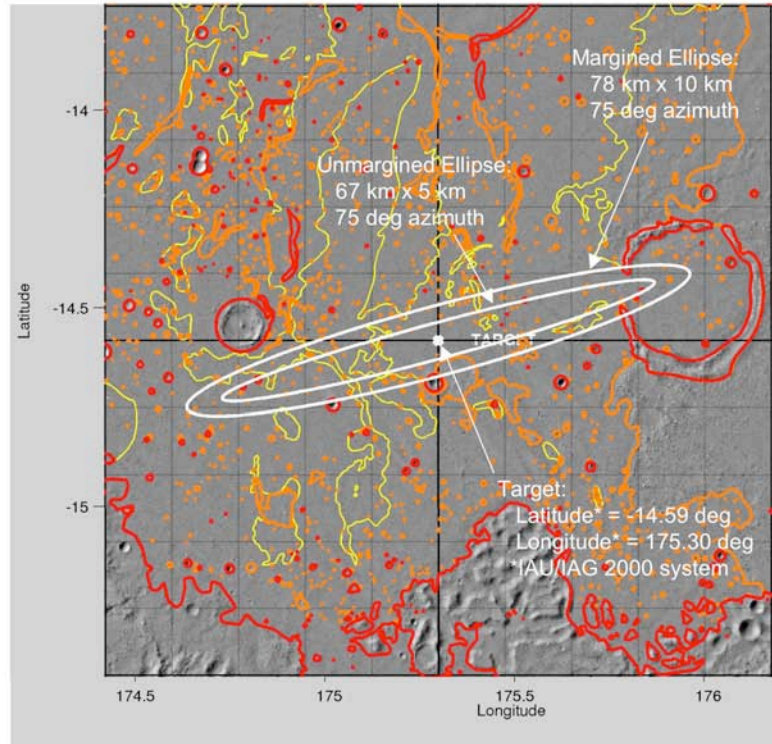 Margined Ellipse:
78 km x 10 km
75 deg azimuth
Unmargined Ellipse:
67 km x 5 km
75 deg azimuth
TARGET
Target:
Latitude* = -14.59 deg
Longitude* = 175.30 deg
*IAU/IAG 2000 system
Latitude
-14
-14.5
-15
174.5
175
175.5
176
Longitude